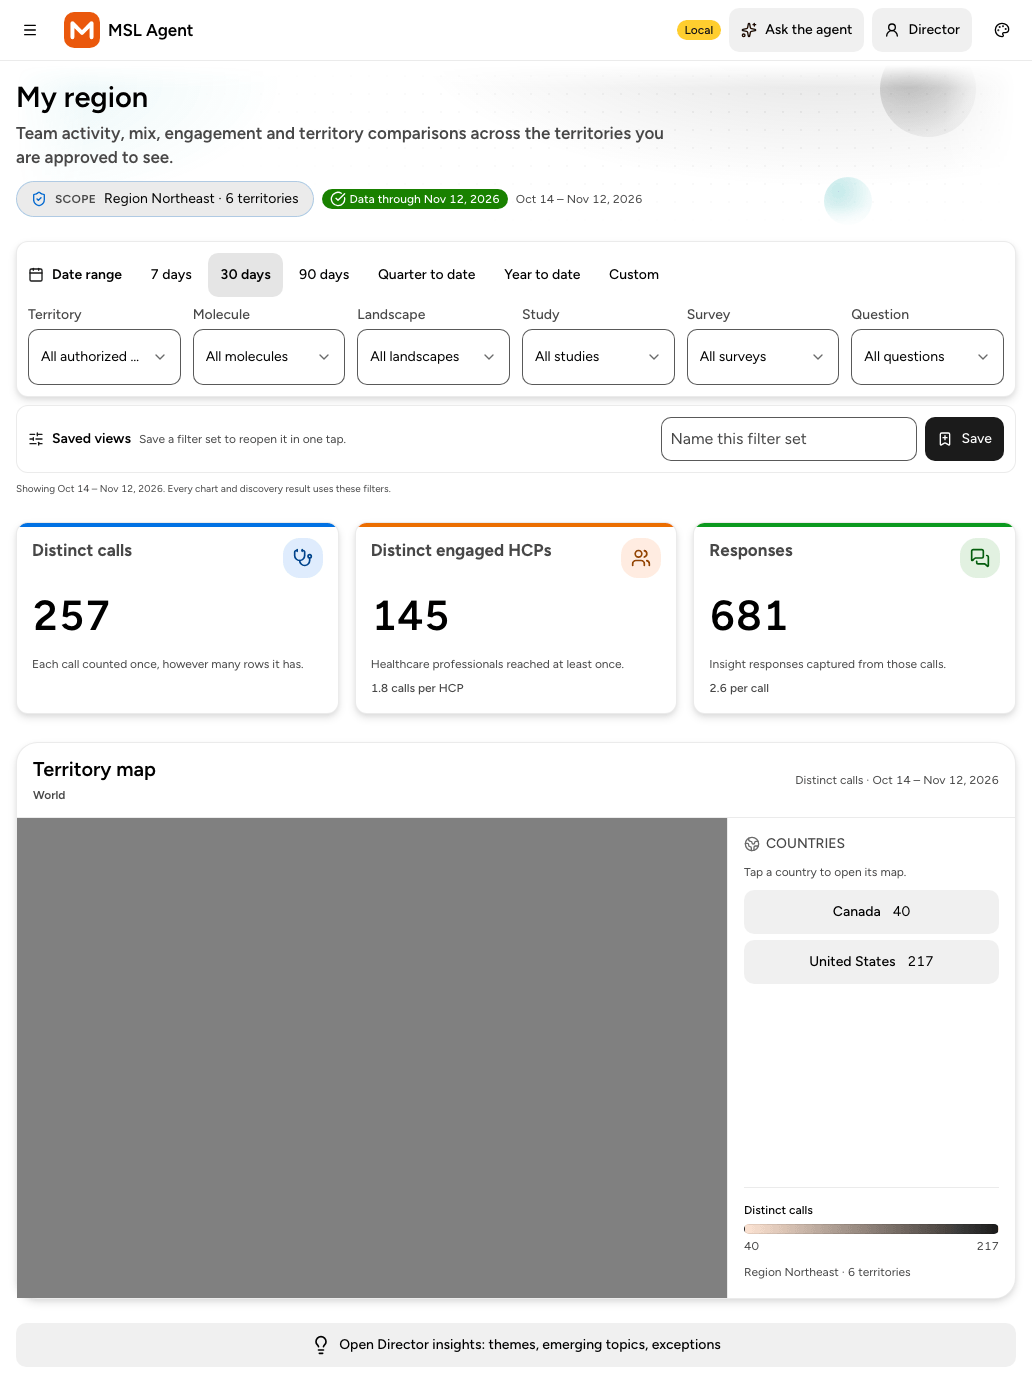 MSL Agent
Local
Ask the agent
Director
My region
Team activity, mix, engagement and territory comparisons across the territories you
are approved to see.
SCOPE Region Northeast · 6 territories
Data through Nov 12, 2026
Oct 14 – Nov 12, 2026
Date range
7 days
30 days
90 days
Quarter to date
Year to date
Custom
Territory
Molecule
Landscape
Study
Survey
Question
All authorized ...
All molecules
All landscapes
All studies
All surveys
All questions
Saved views
Save a filter set to reopen it in one tap.
Name this filter set
Save
Showing Oct 14 – Nov 12, 2026. Every chart and discovery result uses these filters.
Distinct calls
257
Each call counted once, however many rows it has.
Distinct engaged HCPs
145
Healthcare professionals reached at least once.
1.8 calls per HCP
Responses
681
Insight responses captured from those calls.
2.6 per call
Territory map
World
Distinct calls · Oct 14 – Nov 12, 2026
COUNTRIES
Tap a country to open its map.
Canada 40
United States 217
Distinct calls
40
217
Region Northeast · 6 territories
Open Director insights: themes, emerging topics, exceptions